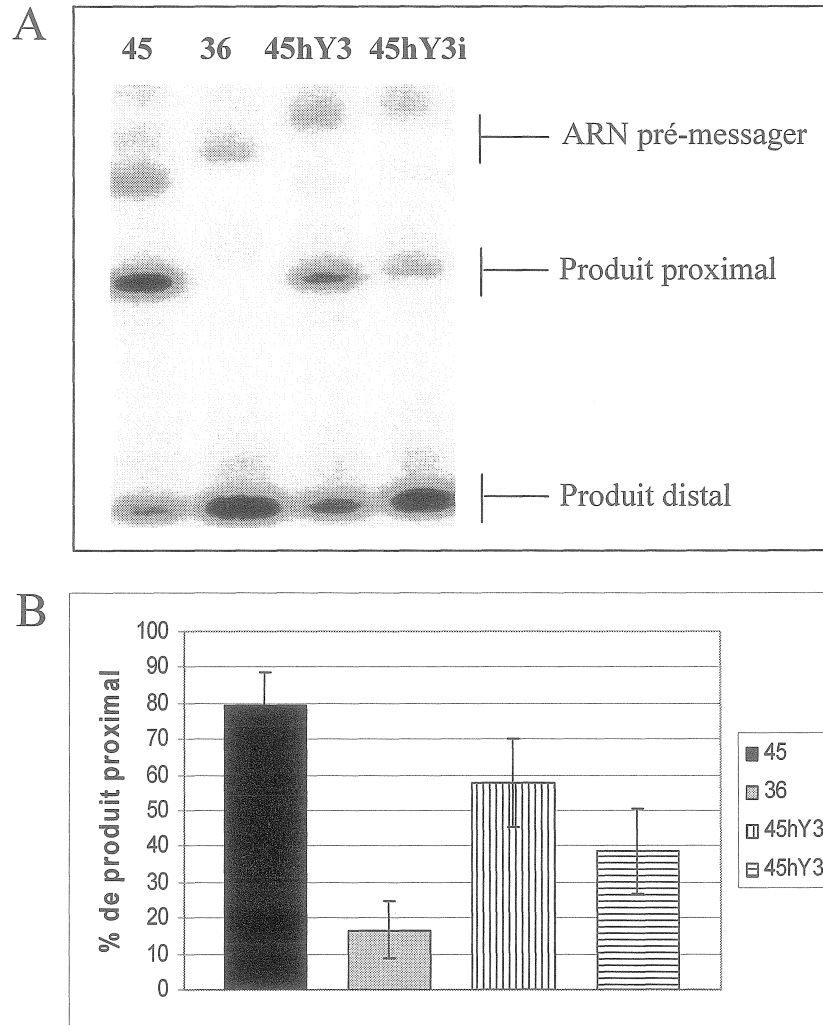 A
45 36 45hY3 45hY3i
ARN pré-messager
Produit proximal
Produit distal
B
% de produit proximal
100
90
80
70
60
50
40
30
20
10
0
45
36
45hY3
45hY3